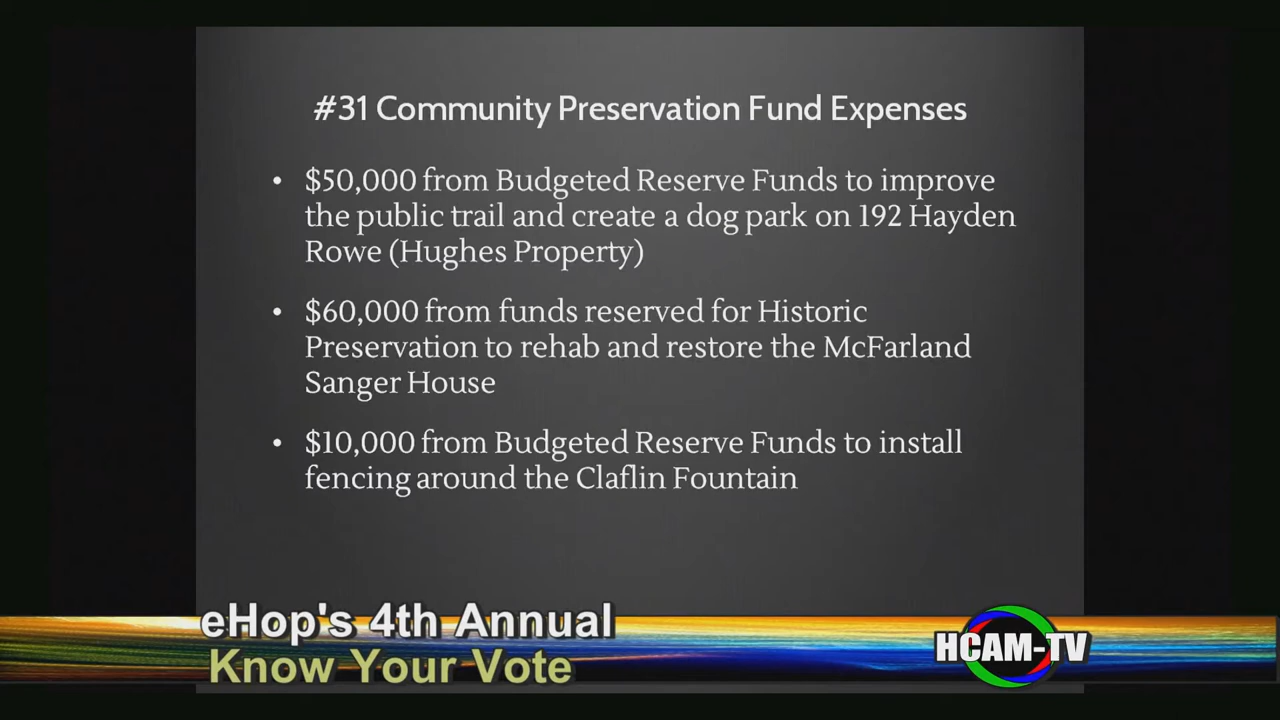 #31 Community Preservation Fund Expenses
• $50,000 from Budgeted Reserve Funds to improve
the public trail and create a dog park on 192 Hayden
Rowe (Hughes Property)
• $60,000 from funds reserved for Historic
Preservation to rehab and restore the McFarland
Sanger House
• $10,000 from Budgeted Reserve Funds to install
fencing around the Claflin Fountain
eHop's 4th Annual
Know Your Vote
HCAM-TV